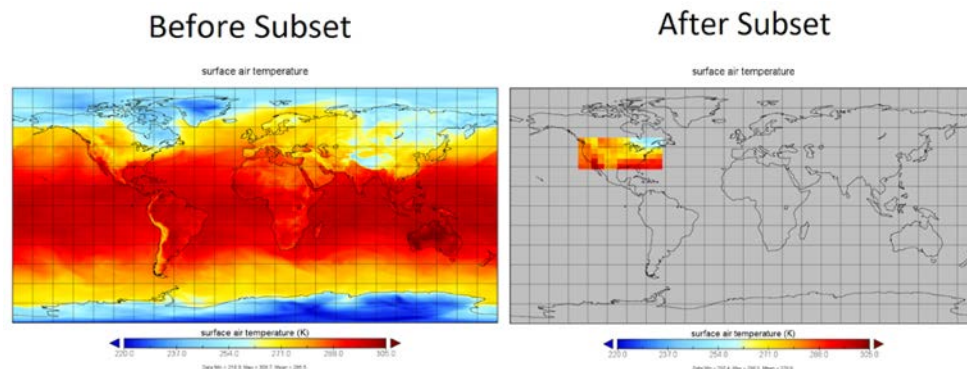 Before Subset
After Subset
surface air temperature
surface air temperature
surface air temperature (K)
220.0 237.0 254.0 271.0 288.0 305.0
surface air temperature (K)
220.0 237.0 254.0 271.0 288.0 305.0